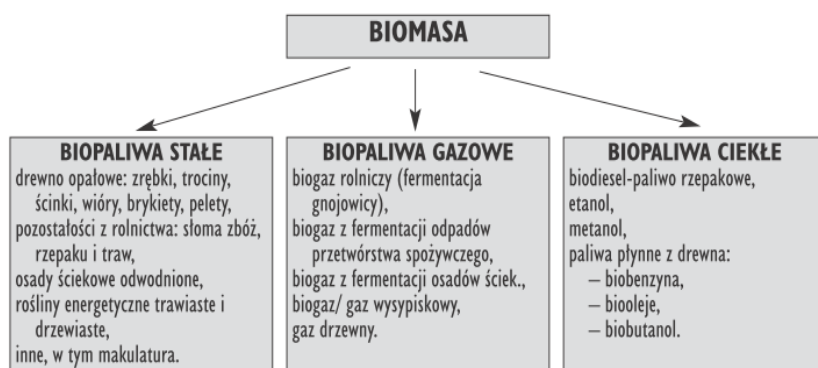 BIOMASA
BIOPALIWA STAŁE
drewno opałowe: zrębki, trociny,
ścinki, wióry, brykiety, pelety,
pozostałości z rolnictwa: słoma zbóż,
rzepaku i traw,
osady ściekowe odwodnione,
rośliny energetyczne trawiaste i
drzewiaste,
inne, w tym makulatura.
BIOPALIWA GAZOWE
biogaz rolniczy (fermentacja
gnojowicy),
biogaz z fermentacji odpadów
przetwórstwa spożywczego,
biogaz z fermentacji osadów ściek.,
biogaz/ gaz wysypiskowy,
gaz drzewny.
BIOPALIWA CIEKŁE
biodiesel-paliwo rzepakowe,
etanol,
metanol,
paliwa płynne z drewna:
– biobenzyna,
– biooleje,
– biobutanol.